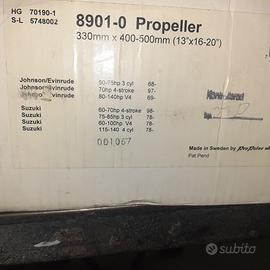 HG 70190-1
S-L 5748002
8901-0 Propeller
330mm x 400-500mm (13"x16-20")
Johnson/Evinrude 50-75hp 3 cyl 68-
Johnson/Evinrude 70hp 4-stroke 97-
Johnson/Evinrude 80-140hp V4 69-
Suzuki 60-70hp 4-stroke 98-
Suzuki 75-85hp 3 cyl 78-
Suzuki 60-100hp V4 78-
Suzuki 115-140 4 cyl 78-
001067
Made in Sweden by
Pat Pend
subito